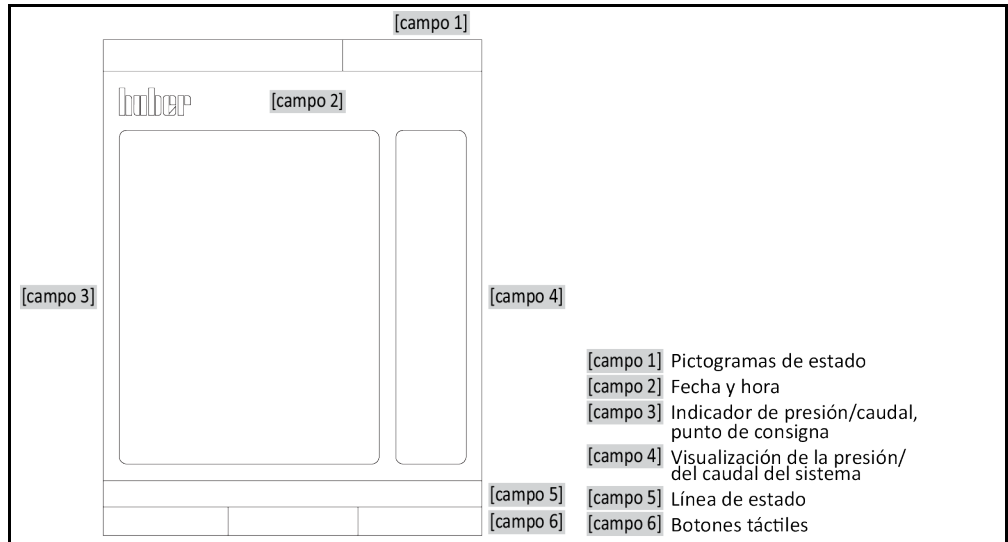 [campo 1]
huber
[campo 2]
[campo 3]
[campo 4]
[campo 5]
[campo 6]
[campo 1] Pictogramas de estado
[campo 2] Fecha y hora
[campo 3] Indicador de presión/caudal,
punto de consigna
[campo 4] Visualización de la presión/
del caudal del sistema
[campo 5] Línea de estado
[campo 6] Botones táctiles